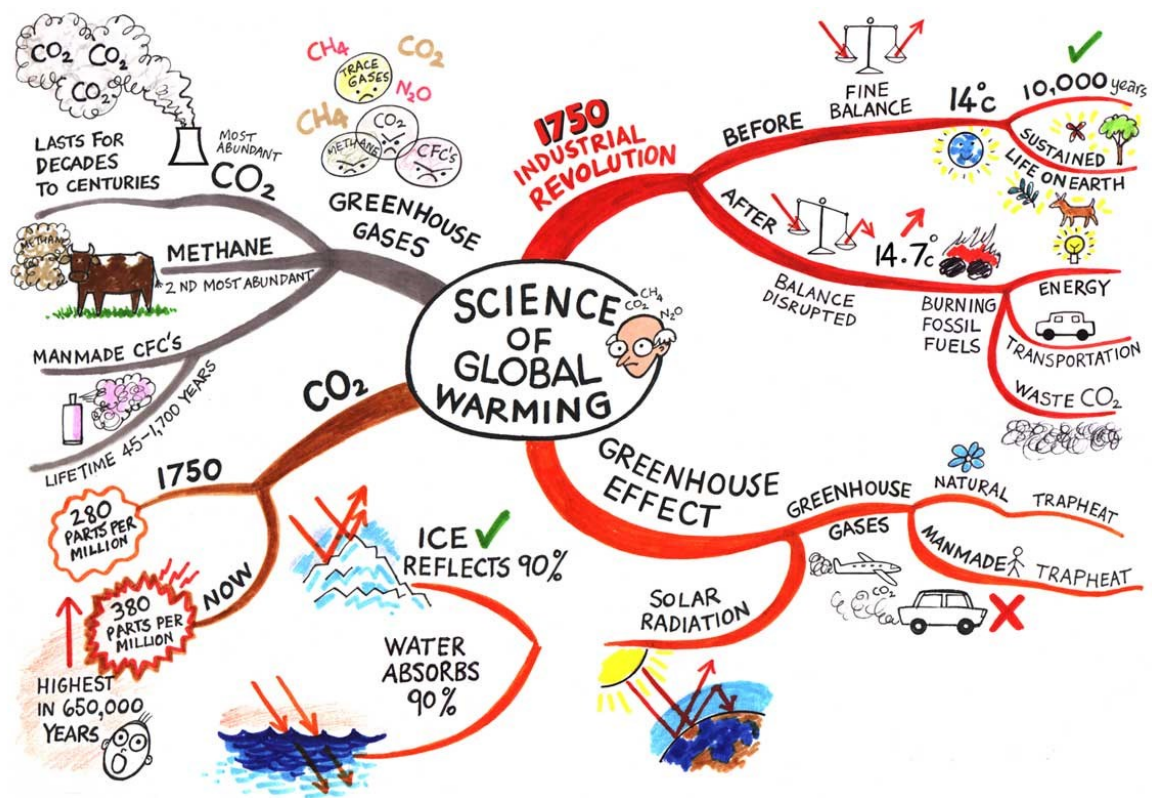 SCIENCE
OF
GLOBAL
WARMING
CO2
CH4
N2O
1750
INDUSTRIAL
REVOLUTION
BEFORE
FINE
BALANCE
14°c
10,000 years
SUSTAINED
LIFE ON EARTH
AFTER
BALANCE
DISRUPTED
14.7°c
BURNING
FOSSIL
FUELS
ENERGY
TRANSPORTATION
WASTE CO2
GREENHOUSE
EFFECT
GREENHOUSE
GASES
NATURAL TRAPHEAT
MANMADE TRAPHEAT
CO2
SOLAR
RADIATION
ICE
REFLECTS 90%
WATER
ABSORBS
90%
CO2
1750
280
PARTS PER
MILLION
NOW
380
PARTS PER
MILLION
HIGHEST
IN 650,000
YEARS
GREENHOUSE
GASES
CH4
CO2
TRACE
GASES
N2O
CH4
CO2
METHANE
CFC'S
CO2
MOST
ABUNDANT
CO2 CO2
CO2
LASTS FOR
DECADES
TO CENTURIES
METHANE
2ND MOST ABUNDANT
METHANE
MANMADE CFC'S
LIFETIME 45-1,700 YEARS